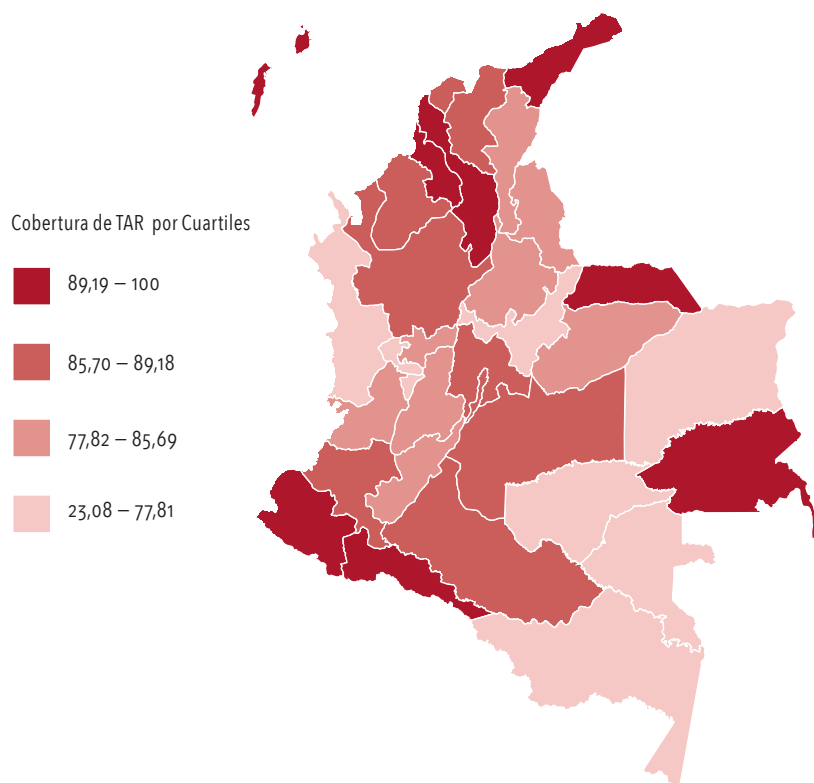 Cobertura de TAR por Cuartiles
89,19 – 100
85,70 – 89,18
77,82 – 85,69
23,08 – 77,81